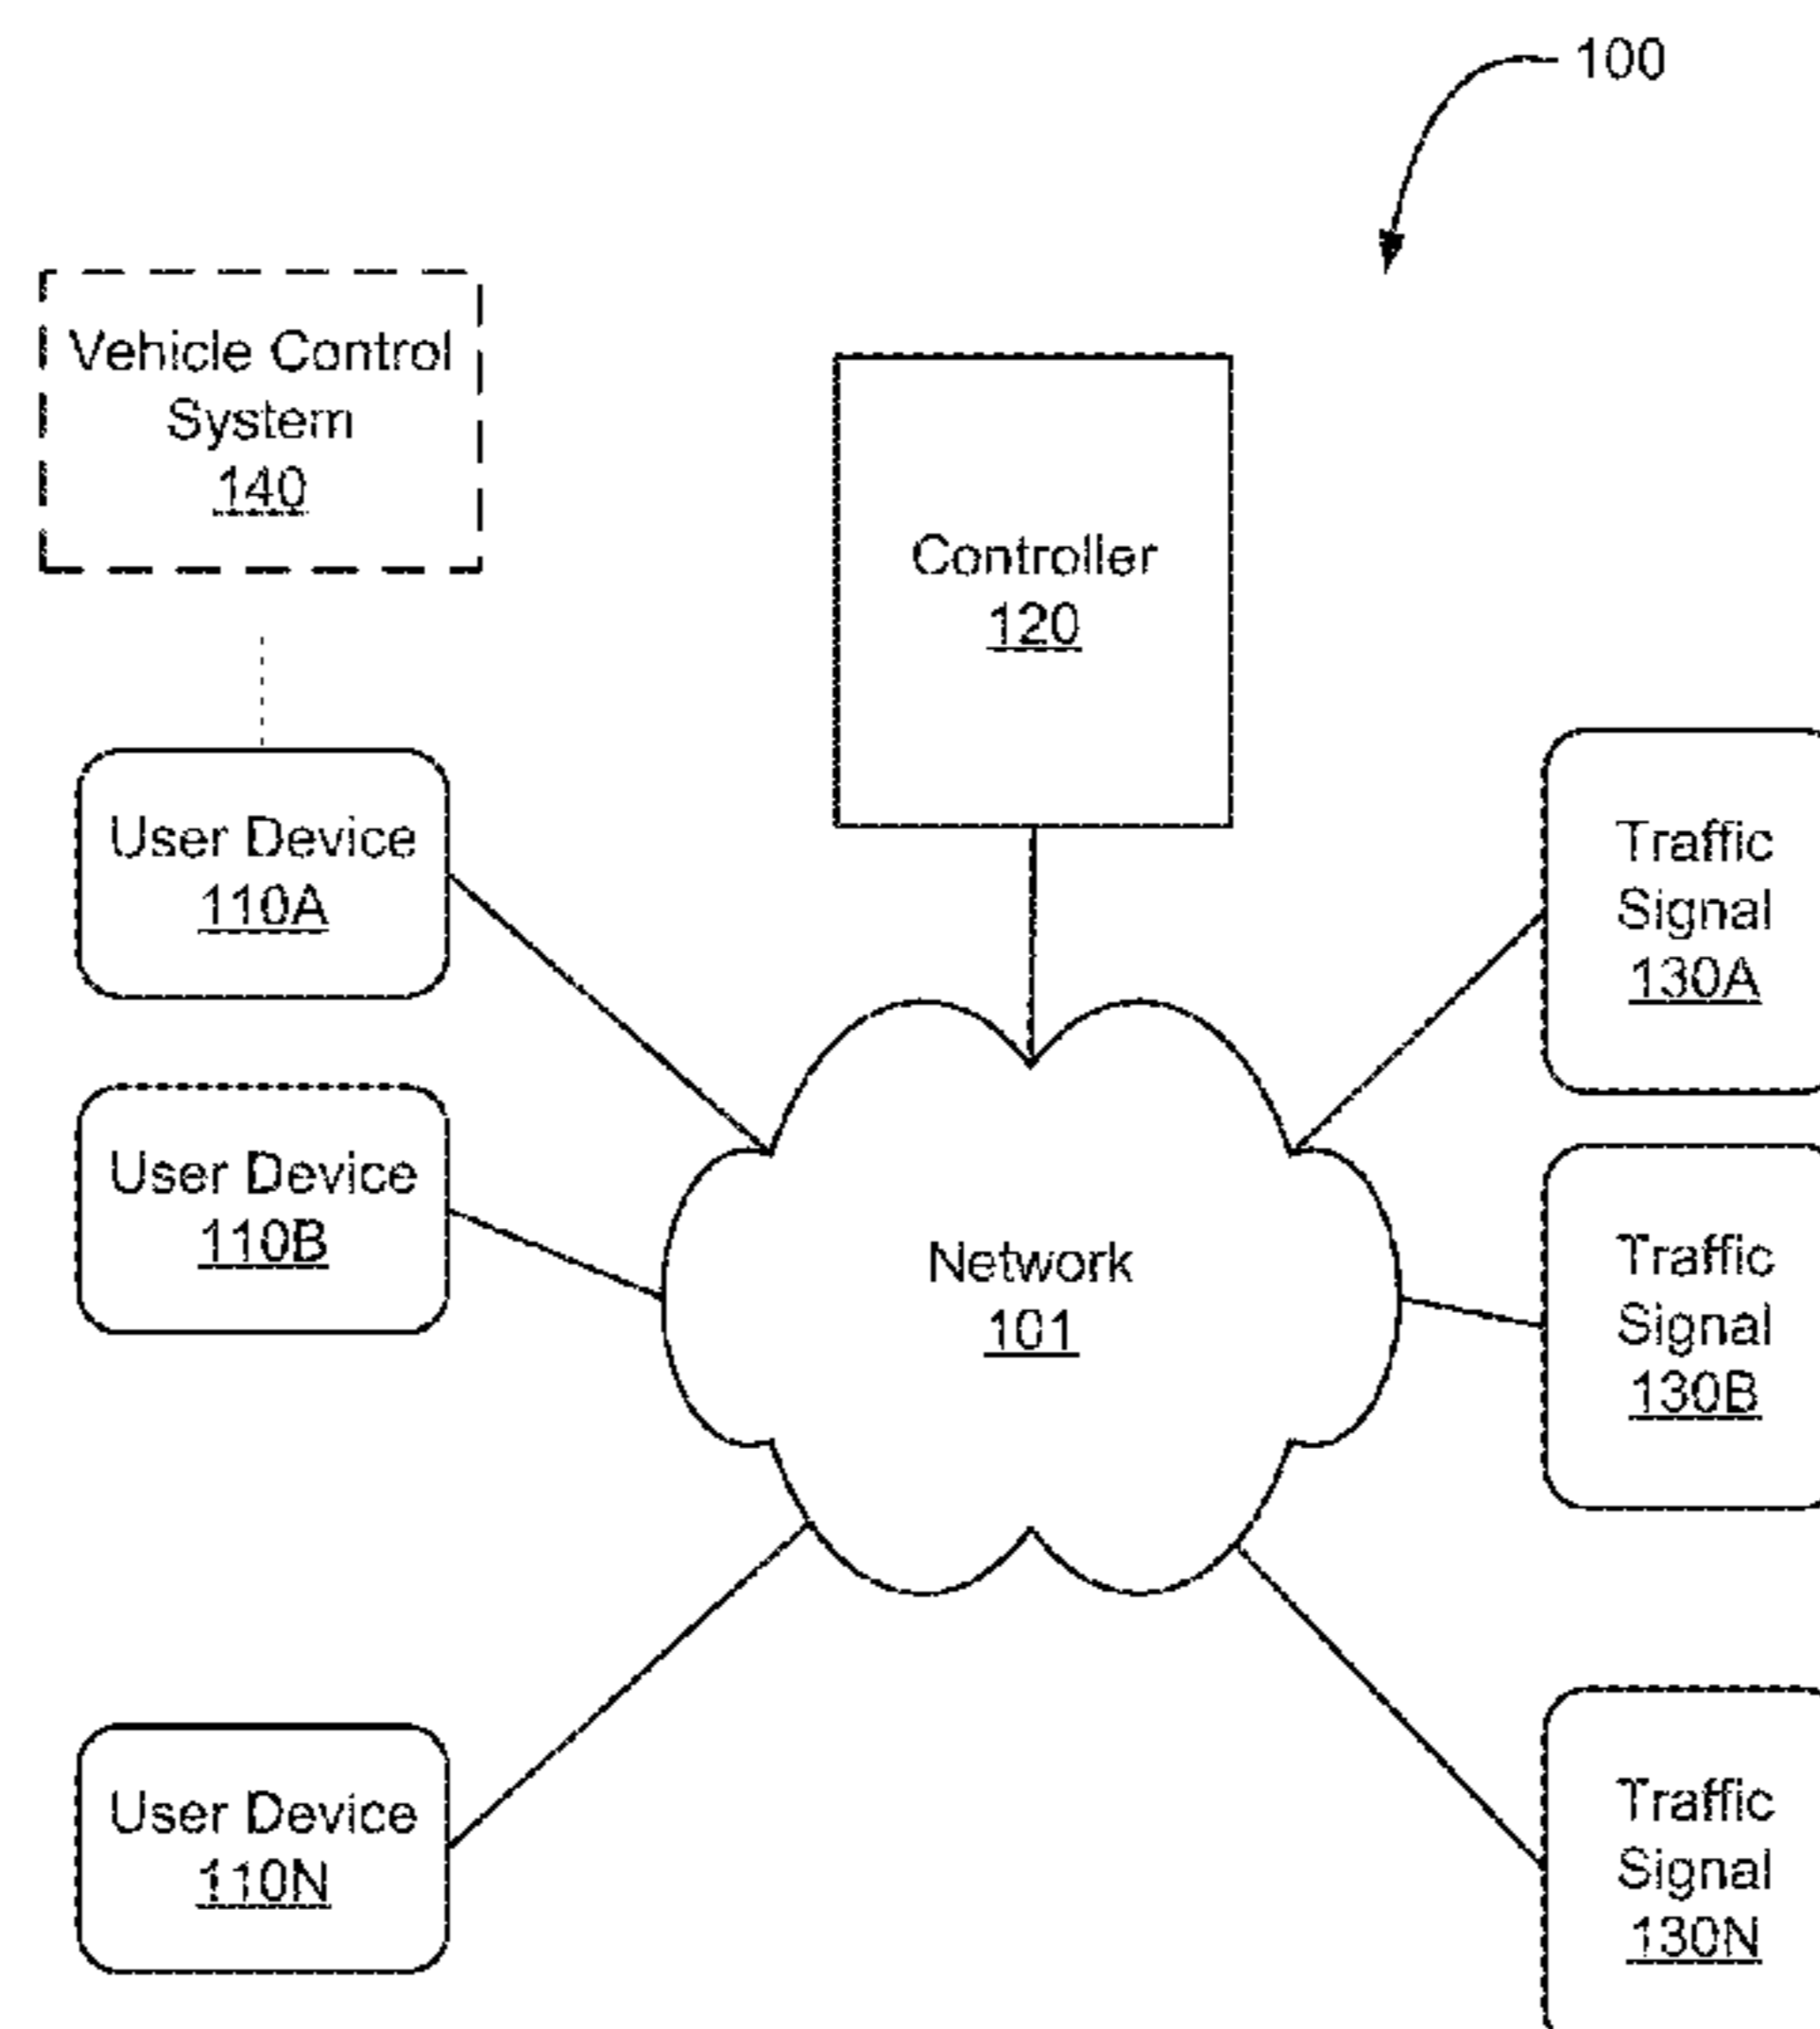 100
Vehicle Control
System
140
Controller
120
User Device
110A
Traffic
Signal
130A
User Device
110B
Network
101
Traffic
Signal
130B
User Device
110N
Traffic
Signal
130N